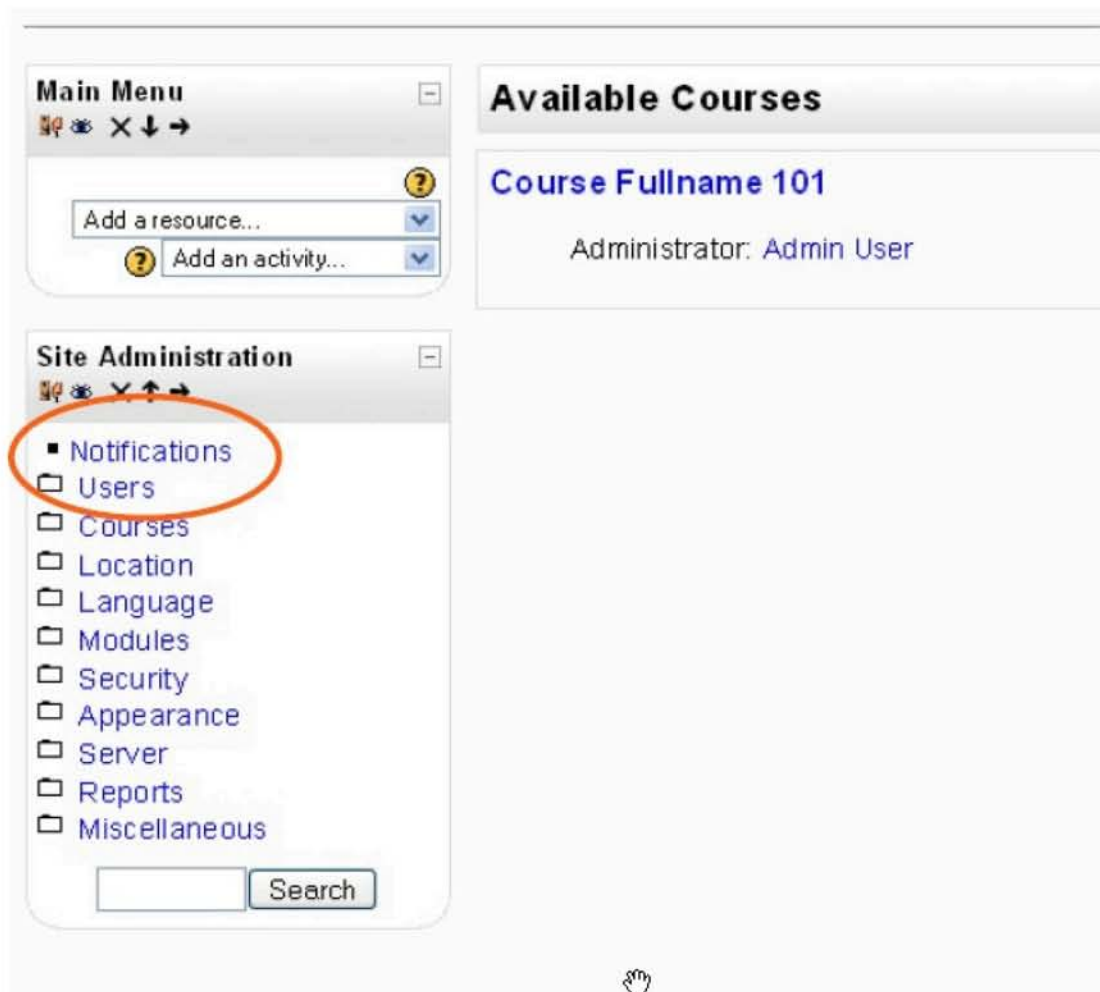 Main Menu
Add a resource...
Add an activity...
Site Administration
Notifications
Users
Courses
Location
Language
Modules
Security
Appearance
Server
Reports
Miscellaneous
Search
Available Courses
Course Fullname 101
Administrator: Admin User